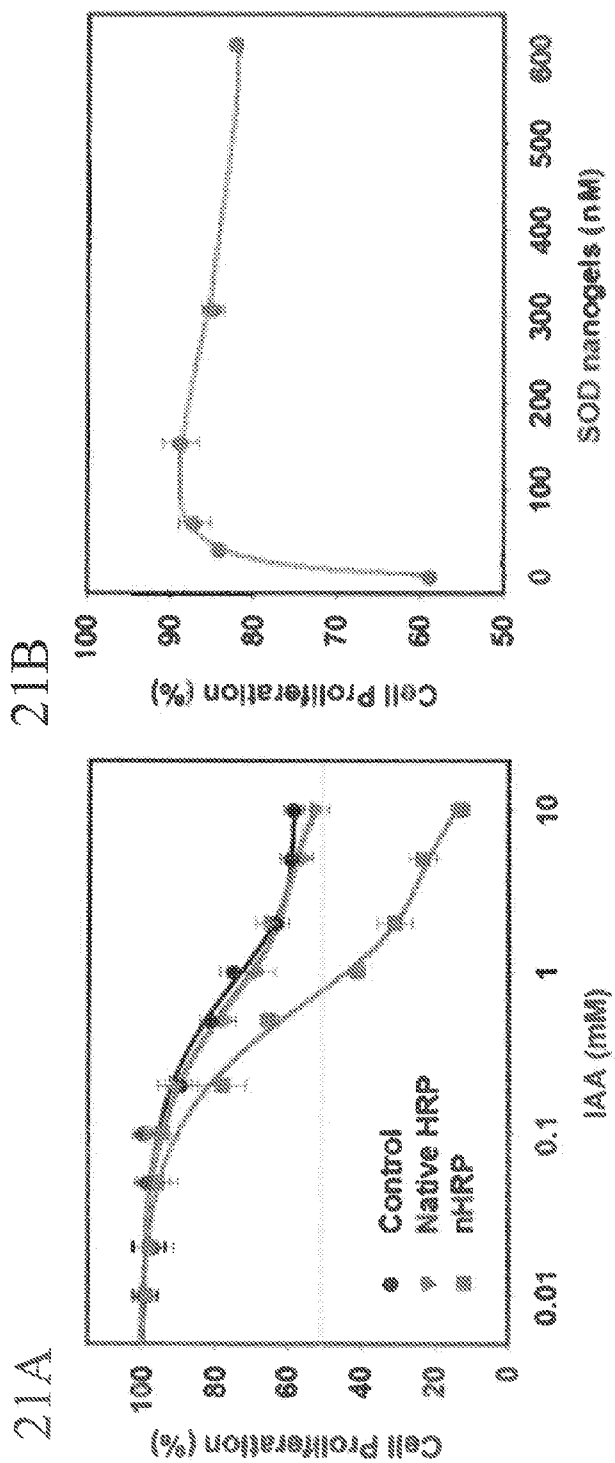 21A
Cell Proliferation (%)
100
80
60
40
20
0
Control
Native HRP
nHRP
0.01
0.1
1
10
IAA (mM)
21B
Cell Proliferation (%)
100
90
80
70
60
50
0
100
200
300
400
500
600
SOD nanogels (nM)